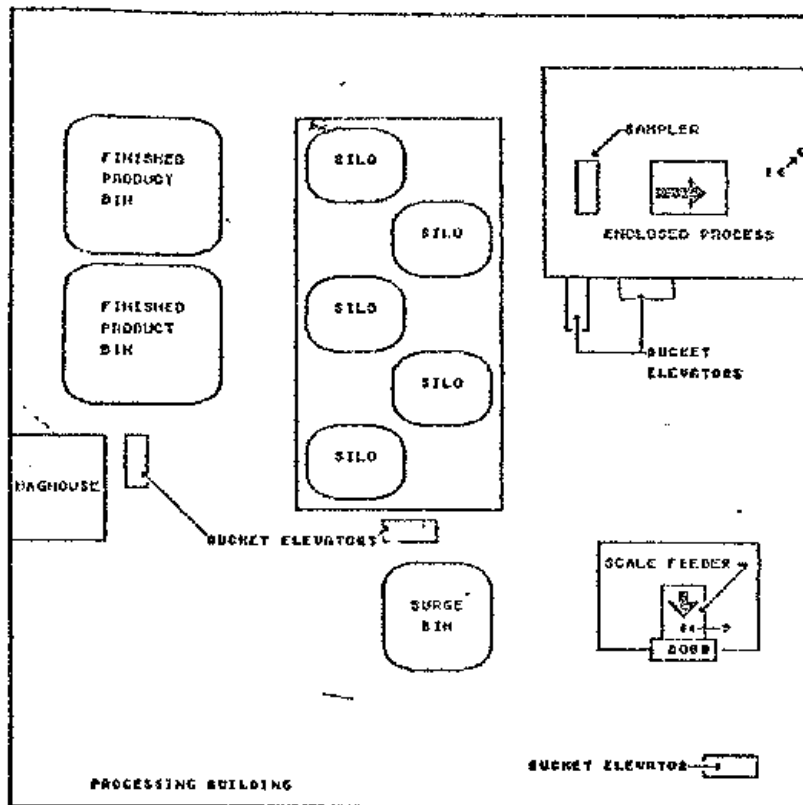 SAMPLER
FINISHED
PRODUCT
BIN
SILO
SILO
ENCLOSED PROCESS
FINISHED
PRODUCT
BIN
SILO
BUCKET
ELEVATORS
SILO
SILO
BAGHOUSE
BUCKET ELEVATORS
SCALE FEEDER
SURGE
BIN
BUCKET ELEVATOR
PROCESSING BUILDING